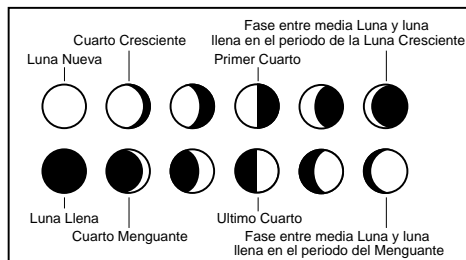 Fase entre media Luna y luna
llena en el periodo de la Luna Cresciente
Cuarto Cresciente
Luna Nueva
Primer Cuarto
Luna Llena
Cuarto Menguante
Ultimo Cuarto
Fase entre media Luna y luna
llena en el periodo del Menguante